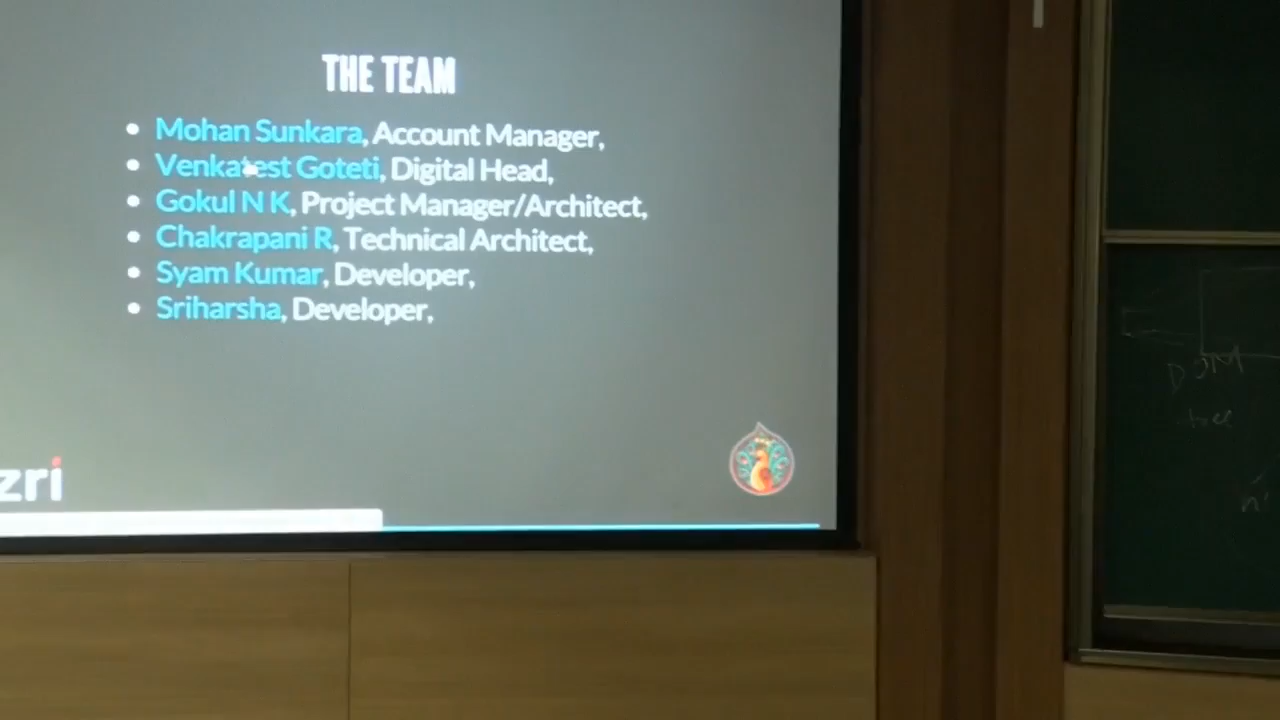 THE TEAM
Mohan Sunkara, Account Manager,
Venkatest Goteti, Digital Head,
Gokul N K, Project Manager/Architect,
Chakrapani R, Technical Architect,
Syam Kumar, Developer,
Sriharsha, Developer,
zri
DOM